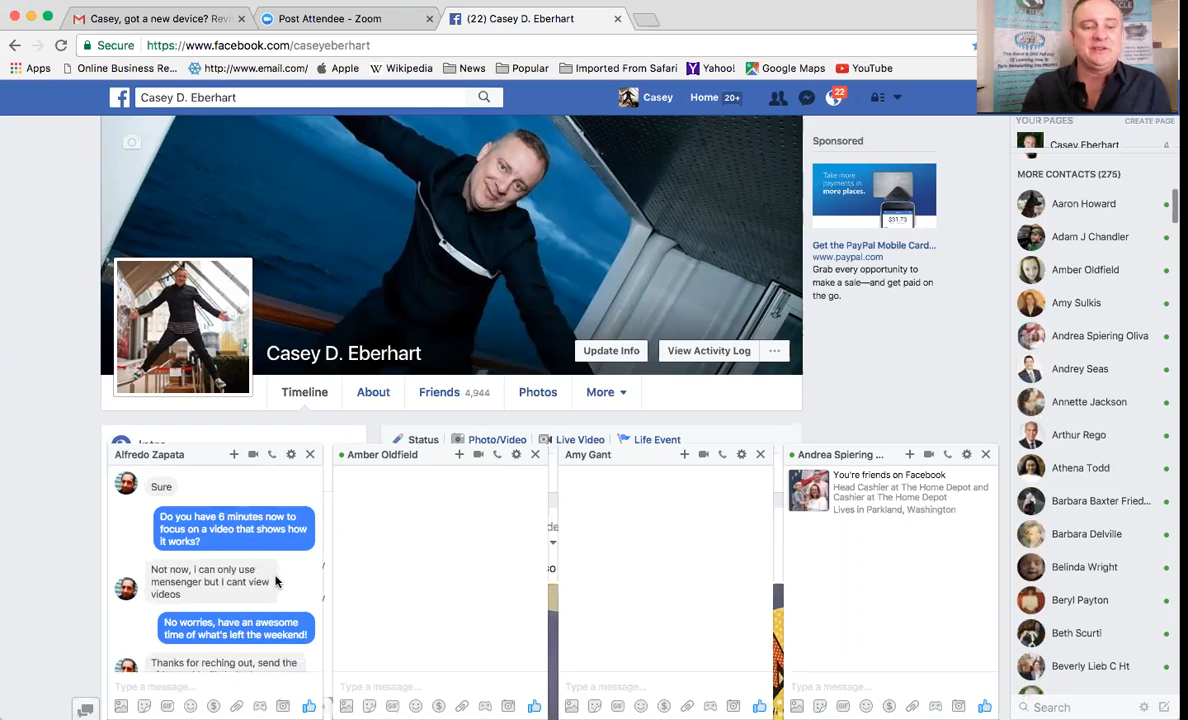 Casey, got a new device? Revi
Post Attendee - Zoom
(22) Casey D. Eberhart
Secure
https://www.facebook.com/caseyeberhart
Apps
Online Business Re...
http://www.email.com/
Apple
Wikipedia
News
Popular
Imported From Safari
Yahoo!
Google Maps
YouTube
Casey D. Eberhart
Casey
Home 20+
22
YOUR PAGES
CREATE PAGE
Casey Eberhart
4
MORE CONTACTS (275)
Aaron Howard
Adam J Chandler
Amber Oldfield
Amy Sulkis
Andrea Spiering Oliva
Andrey Seas
Annette Jackson
Arthur Rego
Athena Todd
Barbara Baxter Fried...
Barbara Delville
Belinda Wright
Beryl Payton
Beth Scurti
Beverly Lieb C Ht
Search
Sponsored
Take more
payments in
more places.
$31.73
Get the PayPal Mobile Card...
www.paypal.com
Grab every opportunity to
make a sale—and get paid on
the go.
Casey D. Eberhart
Update Info
View Activity Log
Timeline
About
Friends 4,944
Photos
More
Intro
Status
Photo/Video
Live Video
Life Event
Alfredo Zapata
Sure
Do you have 6 minutes now to
focus on a video that shows how
it works?
Not now, I can only use
mensenger but I cant view
videos
No worries, have an awesome
time of what's left the weekend!
Thanks for reching out, send the
Type a message...
GIF
Amber Oldfield
Type a message...
GIF
Amy Gant
Type a message...
GIF
Andrea Spiering ...
You're friends on Facebook
Head Cashier at The Home Depot and
Cashier at The Home Depot
Lives in Parkland, Washington
Type a message...
GIF